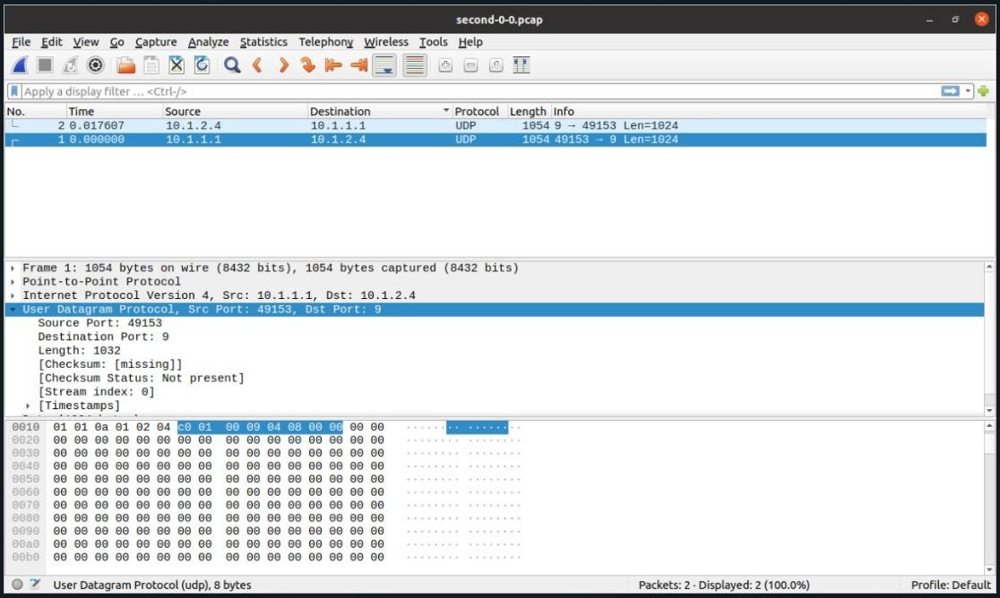 second-0-0.pcap
File Edit View Go Capture Analyze Statistics Telephony Wireless Tools Help
Apply a display filter … <Ctrl-/>
No. Time Source Destination Protocol Length Info
2 0.017607 10.1.2.4 10.1.1.1 UDP 1054 9 → 49153 Len=1024
1 0.000000 10.1.1.1 10.1.2.4 UDP 1054 49153 → 9 Len=1024
Frame 1: 1054 bytes on wire (8432 bits), 1054 bytes captured (8432 bits)
Point-to-Point Protocol
Internet Protocol Version 4, Src: 10.1.1.1, Dst: 10.1.2.4
User Datagram Protocol, Src Port: 49153, Dst Port: 9
Source Port: 49153
Destination Port: 9
Length: 1032
[Checksum: [missing]]
[Checksum Status: Not present]
[Stream index: 0]
[Timestamps]
0010 01 01 0a 01 02 04 c0 01 00 09 04 08 00 00 00 00 ········ ········
0020 00 00 00 00 00 00 00 00 00 00 00 00 00 00 00 00 ········ ········
0030 00 00 00 00 00 00 00 00 00 00 00 00 00 00 00 00 ········ ········
0040 00 00 00 00 00 00 00 00 00 00 00 00 00 00 00 00 ········ ········
0050 00 00 00 00 00 00 00 00 00 00 00 00 00 00 00 00 ········ ········
0060 00 00 00 00 00 00 00 00 00 00 00 00 00 00 00 00 ········ ········
0070 00 00 00 00 00 00 00 00 00 00 00 00 00 00 00 00 ········ ········
0080 00 00 00 00 00 00 00 00 00 00 00 00 00 00 00 00 ········ ········
0090 00 00 00 00 00 00 00 00 00 00 00 00 00 00 00 00 ········ ········
00a0 00 00 00 00 00 00 00 00 00 00 00 00 00 00 00 00 ········ ········
00b0 00 00 00 00 00 00 00 00 00 00 00 00 00 00 00 00 ········ ········
User Datagram Protocol (udp), 8 bytes Packets: 2 · Displayed: 2 (100.0%) Profile: Default